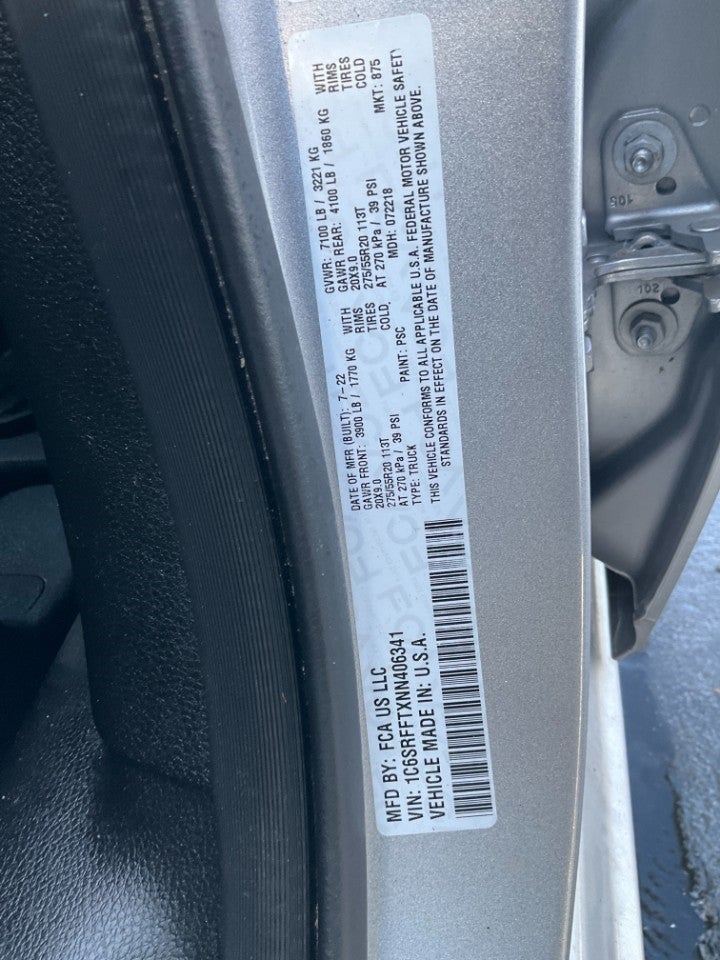 MFD BY: FCA US LLC
DATE OF MFR (BUILT): 7-22
GVWR: 7100 LB / 3221 KG
GAWR FRONT: 3900 LB / 1770 KG WITH
20X9.0 RIMS
275/55R20 113T TIRES
AT 270 kPa / 39 PSI COLD,
GAWR REAR: 4100 LB / 1860 KG WITH
20X9.0 RIMS
275/55R20 113T TIRES
AT 270 kPa / 39 PSI COLD
TYPE: TRUCK PAINT: PSC MDH: 072218 MKT: 875
THIS VEHICLE CONFORMS TO ALL APPLICABLE U.S.A. FEDERAL MOTOR VEHICLE SAFETY
STANDARDS IN EFFECT ON THE DATE OF MANUFACTURE SHOWN ABOVE.
VIN: 1C6SRFFTXNN406341
VEHICLE MADE IN: U.S.A.
105
102